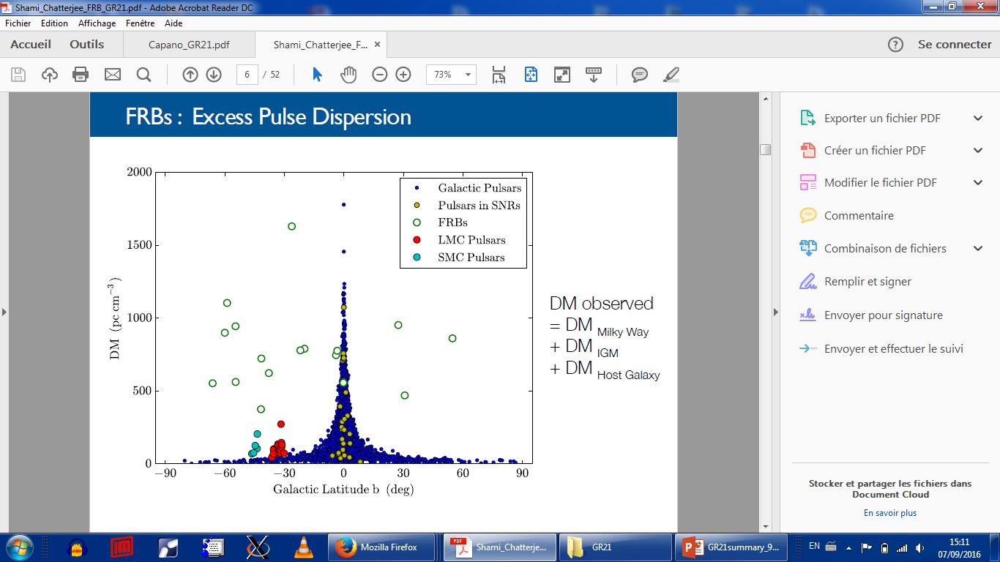 Shami_Chatterjee_FRB_GR21.pdf - Adobe Acrobat Reader DC
Fichier Edition Affichage Fenêtre Aide
Accueil Outils Capano_GR21.pdf Shami_Chatterjee_F... × ? Se connecter
6 / 52 73%
FRBs : Excess Pulse Dispersion
2000
1500
1000
500
0
DM (pc cm−3)
−90 −60 −30 0 30 60 90
Galactic Latitude b (deg)
Galactic Pulsars
Pulsars in SNRs
FRBs
LMC Pulsars
SMC Pulsars
DM observed
= DM Milky Way
+ DM IGM
+ DM Host Galaxy
Exporter un fichier PDF
Créer un fichier PDF
Modifier le fichier PDF
Commentaire
Combinaison de fichiers
Remplir et signer
Envoyer pour signature
Envoyer et effectuer le suivi
Stocker et partager les fichiers dans
Document Cloud
En savoir plus
Mozilla Firefox Shami_Chatterje... GR21 GR21summary_9... EN 15:11
07/09/2016